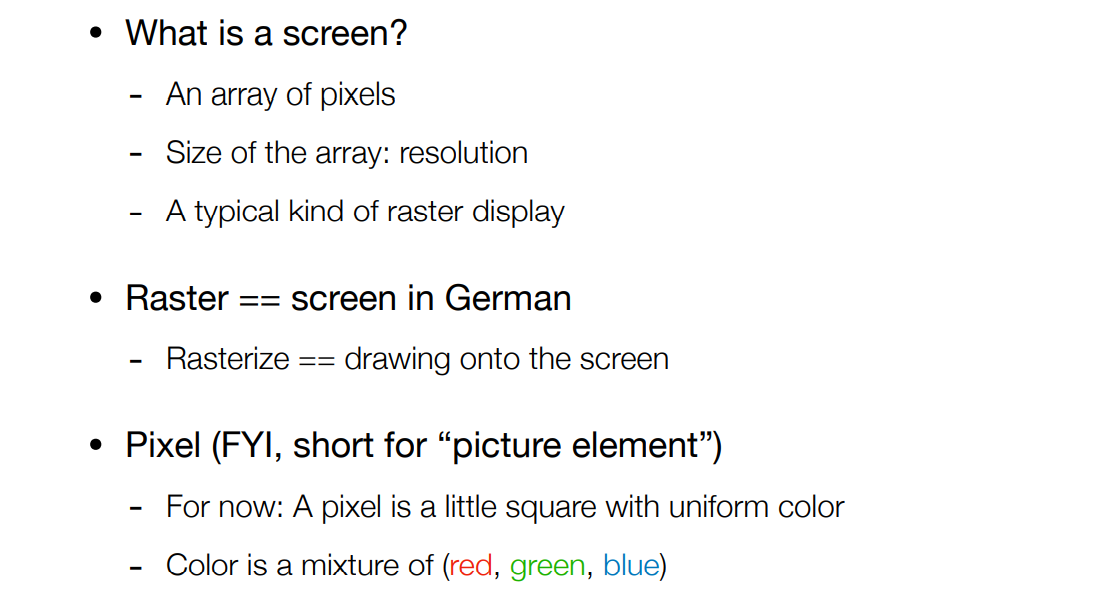 • What is a screen?
- An array of pixels
- Size of the array: resolution
- A typical kind of raster display
• Raster == screen in German
- Rasterize == drawing onto the screen
• Pixel (FYI, short for “picture element”)
- For now: A pixel is a little square with uniform color
- Color is a mixture of (red, green, blue)